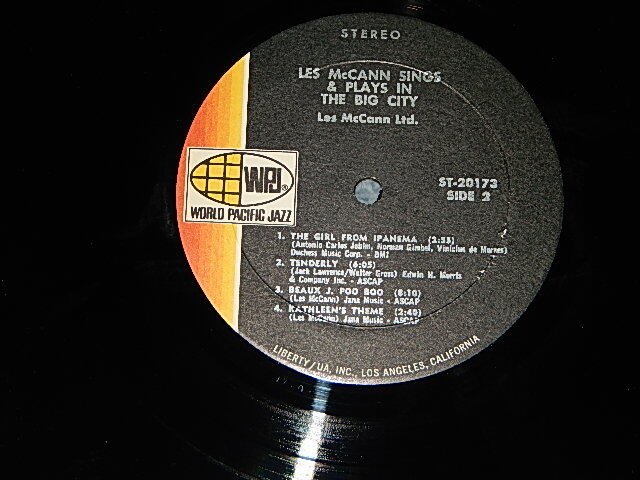 STEREO
LES McCANN SINGS
& PLAYS IN
THE BIG CITY
Les McCann Ltd.
WPJ®
WORLD PACIFIC JAZZ
ST-20173
SIDE 2
1. THE GIRL FROM IPANEMA (2:55)
(Antonio Carlos Jobim, Norman Gimbel, Vinicius de Moraes)
Duchess Music Corp. - BMI
2. TENDERLY (6:05)
(Jack Lawrence/Walter Gross) Edwin H. Morris
& Company Inc. - ASCAP
3. BEAUX J. POO BOO (8:10)
(Les McCann) Jana Music - ASCAP
4. KATHLEEN'S THEME (2:40)
(Les McCann) Jana Music - ASCAP
LIBERTY/UA, INC., LOS ANGELES, CALIFORNIA